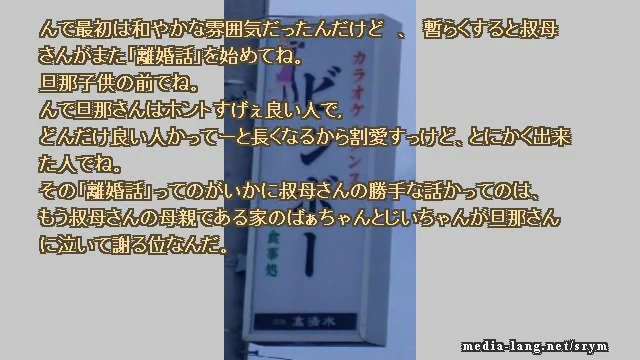 んで最初は和やかな雰囲気だったんだけど 、 暫らくすると叔母
さんがまた「離婚話」を始めてね。
旦那子供の前でね。
んで旦那さんはホントすげぇ良い人で,
どんだけ良い人かってーと長くなるから割愛すっけど、とにかく出来
た人でね。
その「離婚話」ってのがいかに叔母さんの勝手な話かってのは、
もう叔母さんの母親である家のばぁちゃんとじいちゃんが旦那さん
に泣いて謝る位なんだ。
カラオケ
ンス
ビンボー
食事処
media-lang.net/srym